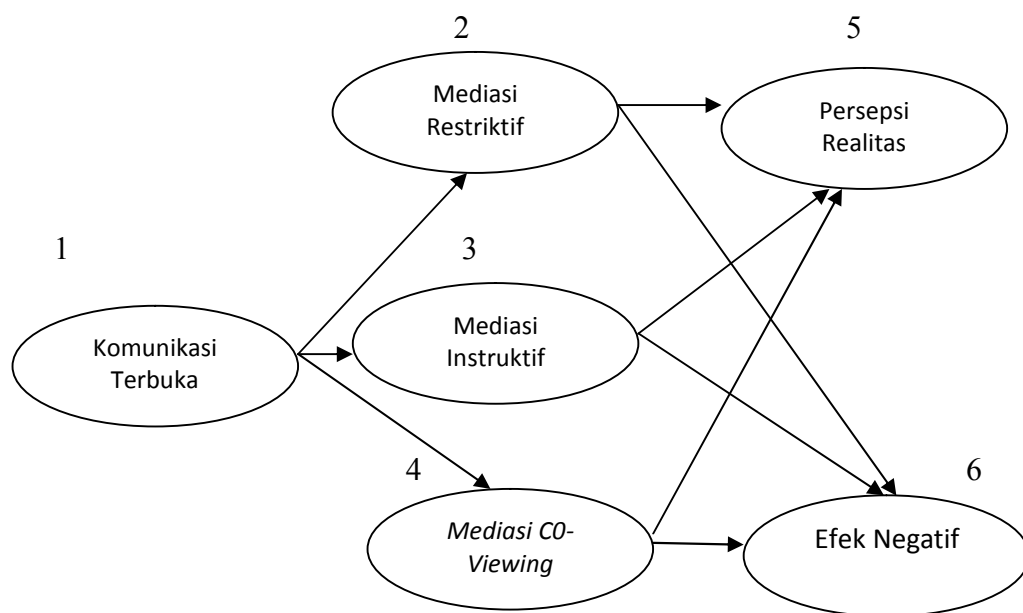 2
5
Mediasi
Restriktif
Persepsi
Realitas
1
3
Komunikasi
Terbuka
Mediasi
Instruktif
4
6
Mediasi C0-
Viewing
Efek Negatif